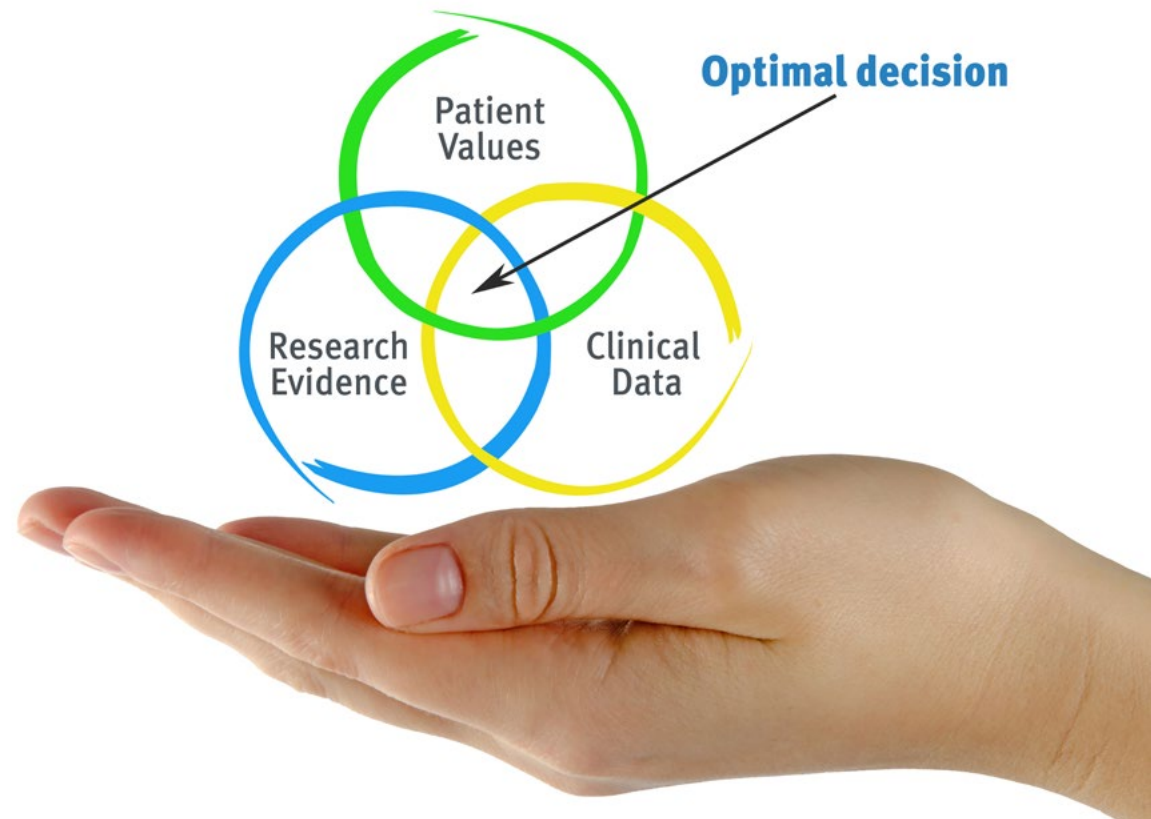 Optimal decision
Patient
Values
Research
Evidence
Clinical
Data